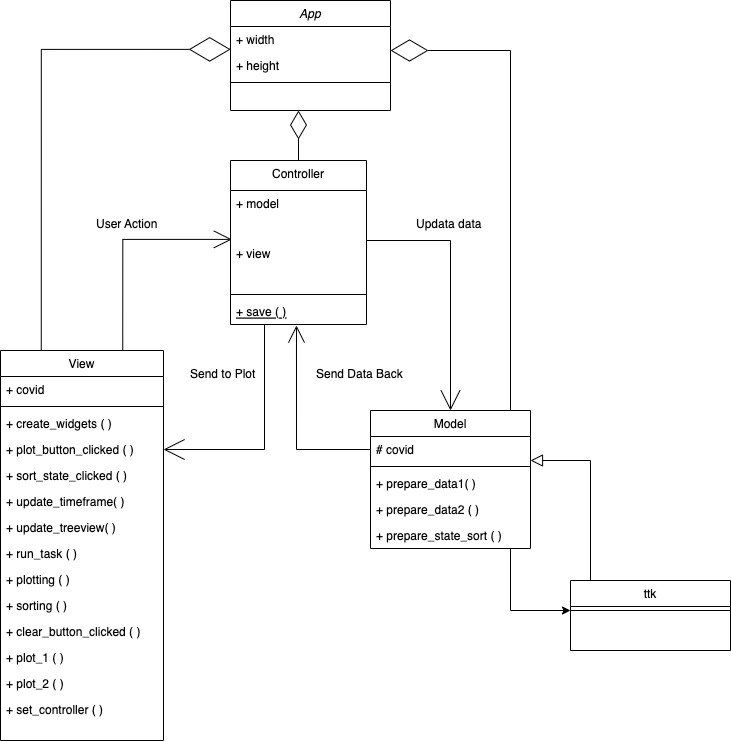 App
+ width
+ height
Controller
+ model
+ view
+ save ( )
User Action
Updata data
Send to Plot
Send Data Back
View
+ covid
+ create_widgets ( )
+ plot_button_clicked ( )
+ sort_state_clicked ( )
+ update_timeframe( )
+ update_treeview( )
+ run_task ( )
+ plotting ( )
+ sorting ( )
+ clear_button_clicked ( )
+ plot_1 ( )
+ plot_2 ( )
+ set_controller ( )
Model
# covid
+ prepare_data1( )
+ prepare_data2 ( )
+ prepare_state_sort ( )
ttk